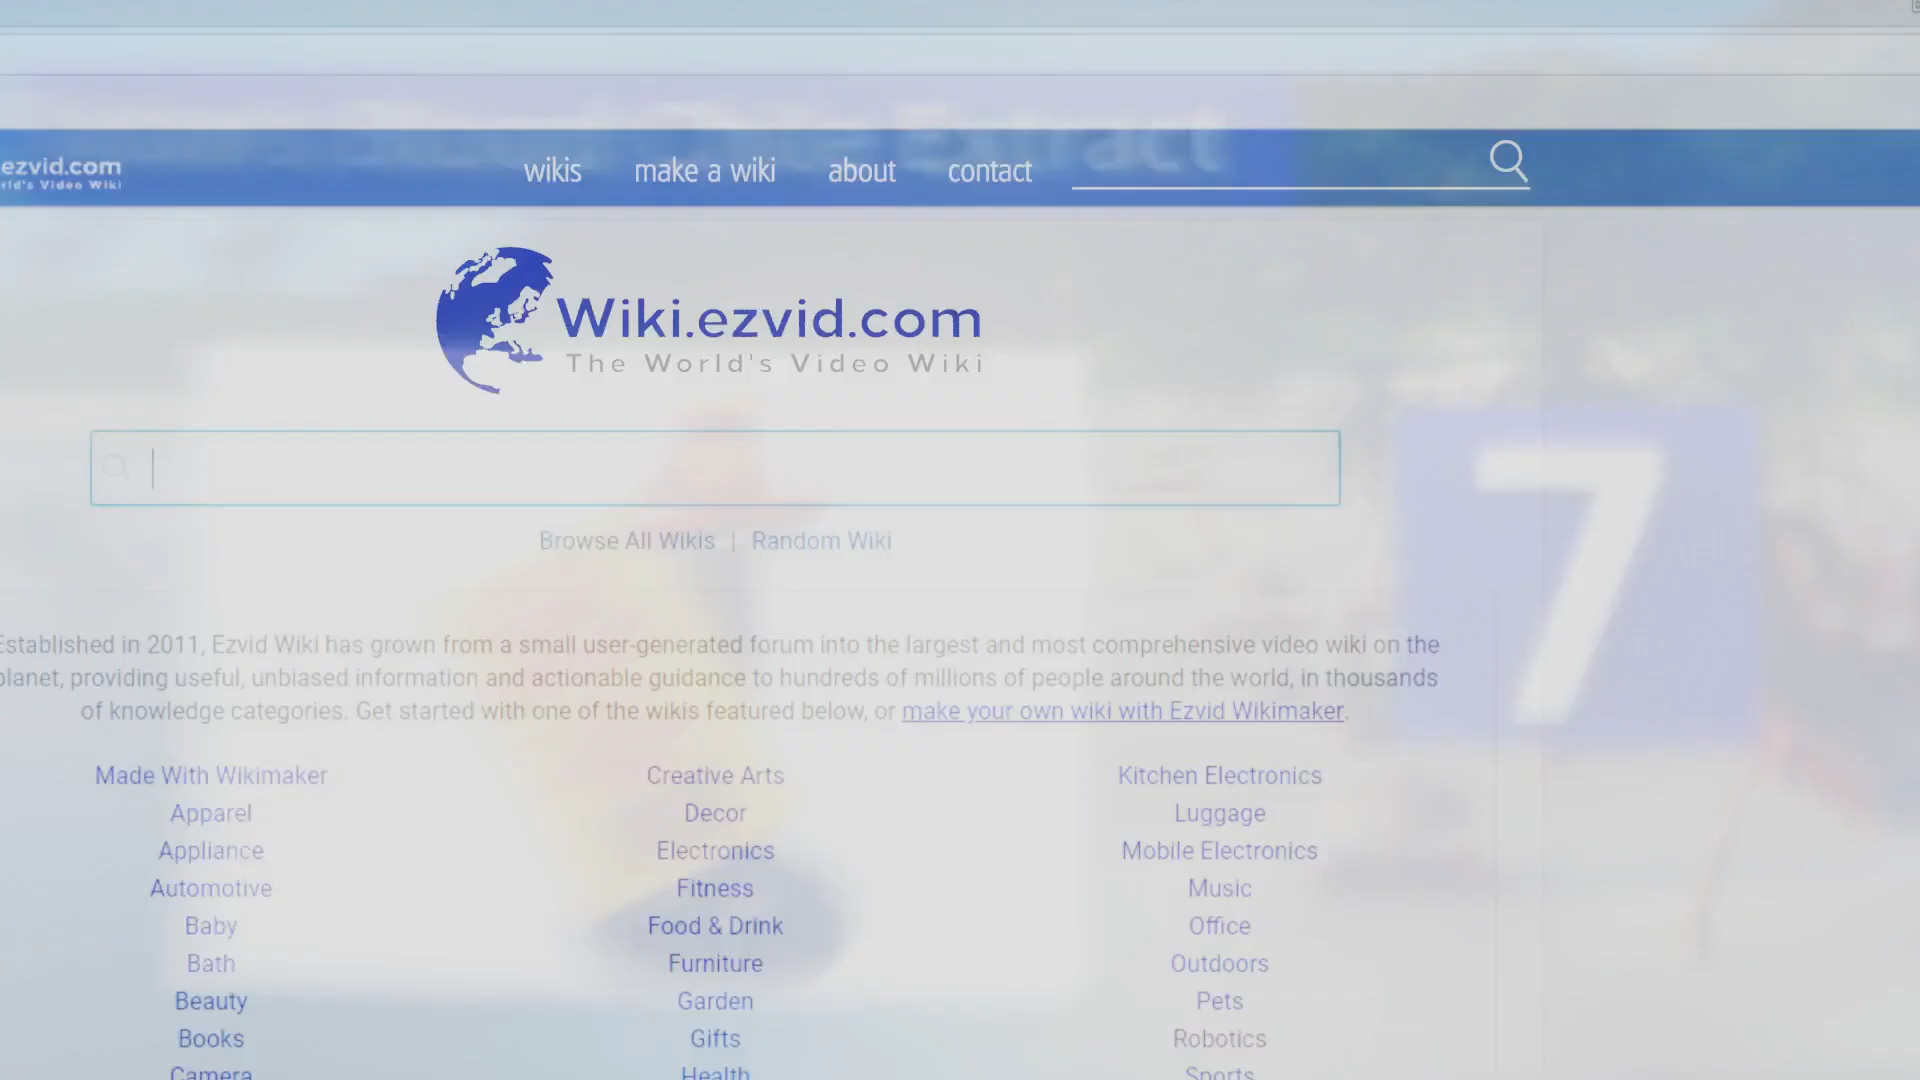 ezvid.com
wikis make a wiki about contact
Extract
Wiki.ezvid.com
The World's Video Wiki
Browse All Wikis | Random Wiki
Established in 2011, Ezvid Wiki has grown from a small user-generated forum into the largest and most comprehensive video wiki on the
planet, providing useful, unbiased information and actionable guidance to hundreds of millions of people around the world, in thousands
of knowledge categories. Get started with one of the wikis featured below, or make your own wiki with Ezvid Wikimaker.
7
Made With Wikimaker Creative Arts Kitchen Electronics
Apparel Decor Luggage
Appliance Electronics Mobile Electronics
Automotive Fitness Music
Baby Food & Drink Office
Bath Furniture Outdoors
Beauty Garden Pets
Books Gifts Robotics
Camera Health Sports